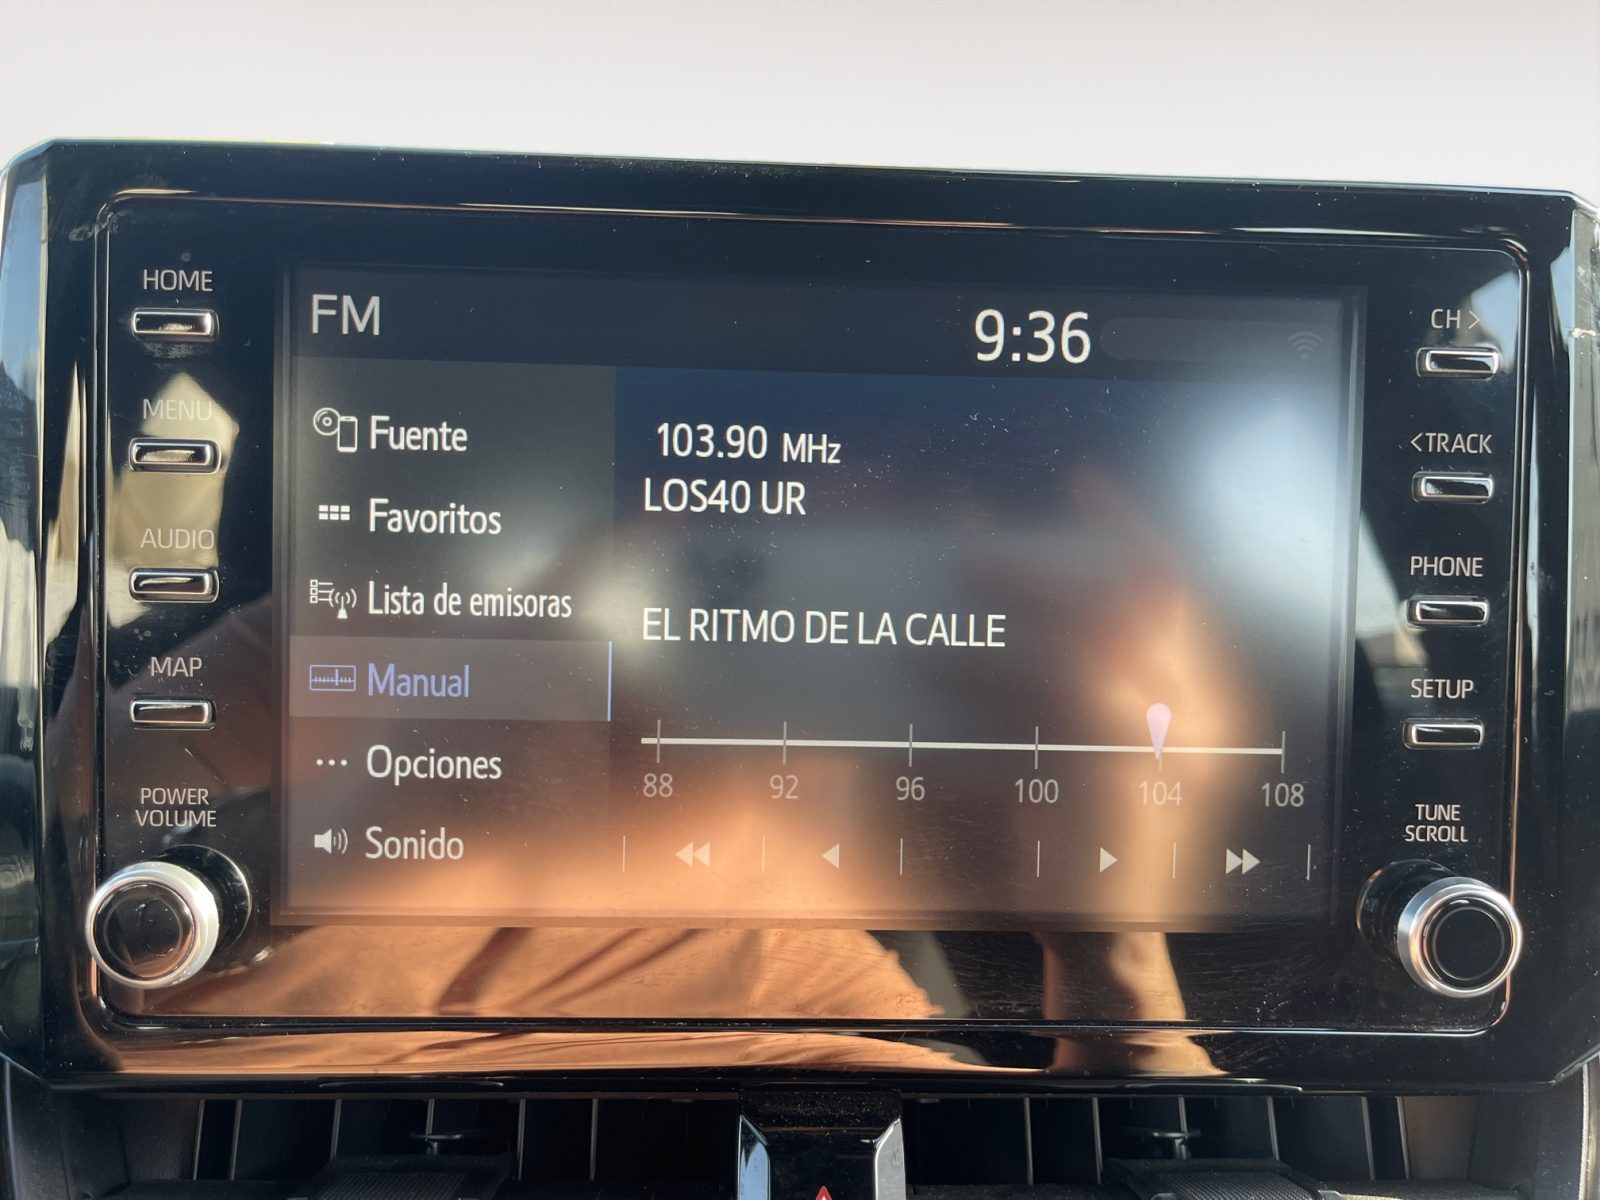 HOME
MENU
AUDIO
MAP
POWER
VOLUME
FM
9:36
Fuente
Favoritos
Lista de emisoras
Manual
Opciones
Sonido
103.90 MHz
LOS40 UR
EL RITMO DE LA CALLE
88 92 96 100 104 108
CH >
<TRACK
PHONE
SETUP
TUNE
SCROLL